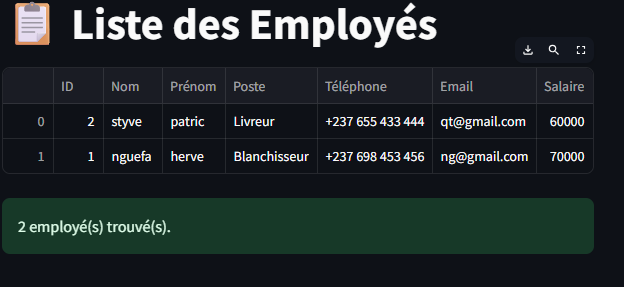 Liste des Employés
ID Nom Prénom Poste Téléphone Email Salaire
0 2 styve patric Livreur +237 655 433 444 qt@gmail.com 60000
1 1 nguefa herve Blanchisseur +237 698 453 456 ng@gmail.com 70000
2 employé(s) trouvé(s).